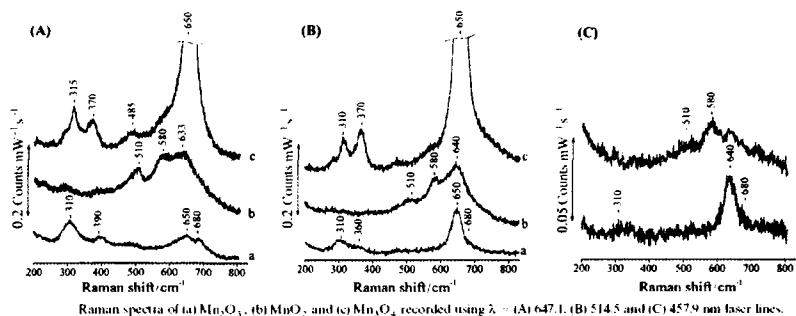 (A)
- 650
- 315
- 370
- 485
- 510
- 580
- 633
- 310
- 390
- 650
- 680
c
b
a
0.2 Counts mW⁻¹ s⁻¹
200 300 400 500 600 700 800
Raman shift/cm⁻¹
(B)
- 650
- 310
- 370
- 510
- 580
- 640
- 310
- 360
- 650
- 680
c
b
a
0.2 Counts mW⁻¹ s⁻¹
200 300 400 500 600 700 800
Raman shift/cm⁻¹
(C)
- 510
- 580
- 640
- 680
- 310
0.05 Counts mW⁻¹ s⁻¹
200 300 400 500 600 700 800
Raman shift/cm⁻¹
Raman spectra of (a) Mn₂O₃, (b) MnO₂ and (c) Mn₃O₄ recorded using λ = (A) 647.1, (B) 514.5 and (C) 457.9 nm laser lines.